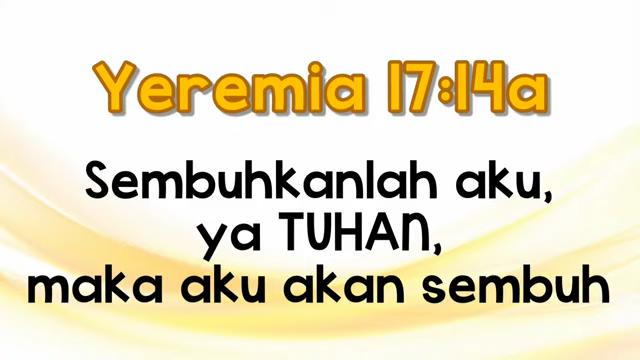 Yeremia 17:14a
Sembuhkanlah aku,
ya TUHAN,
maka aku akan sembuh